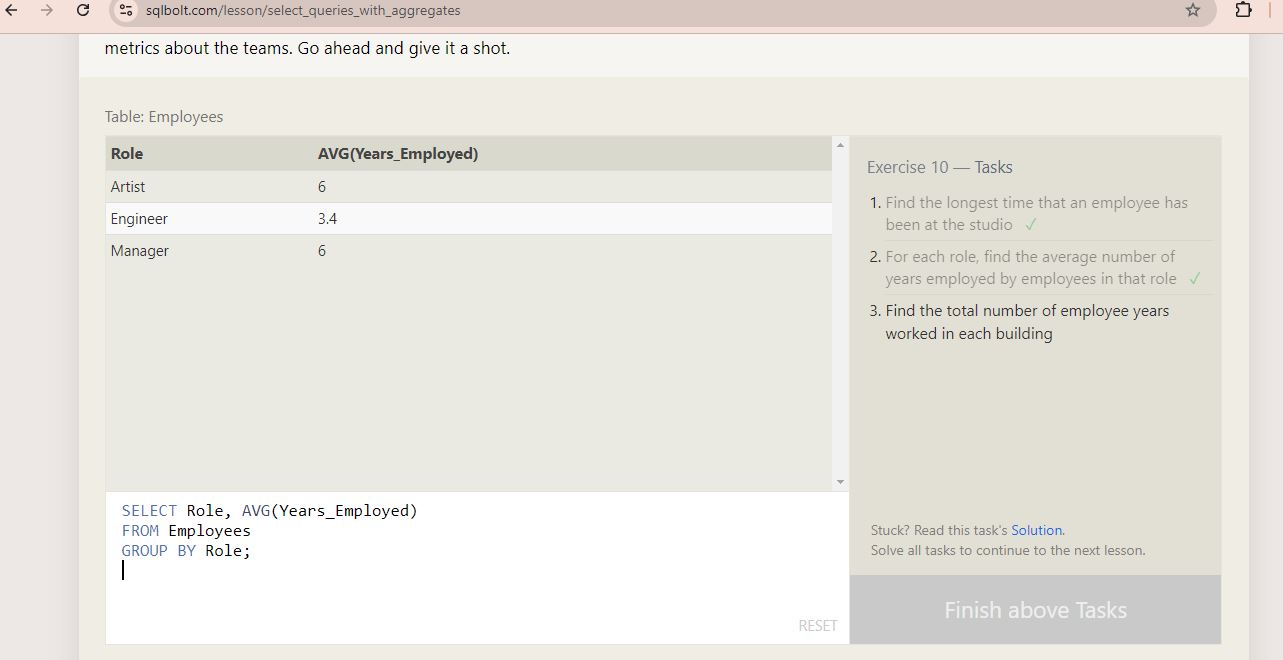 sqlbolt.com/lesson/select_queries_with_aggregates
metrics about the teams. Go ahead and give it a shot.
Table: Employees
Role AVG(Years_Employed)
Artist 6
Engineer 3.4
Manager 6
SELECT Role, AVG(Years_Employed)
FROM Employees
GROUP BY Role;
RESET
Exercise 10 — Tasks
1. Find the longest time that an employee has
been at the studio ✓
2. For each role, find the average number of
years employed by employees in that role ✓
3. Find the total number of employee years
worked in each building
Stuck? Read this task's Solution.
Solve all tasks to continue to the next lesson.
Finish above Tasks